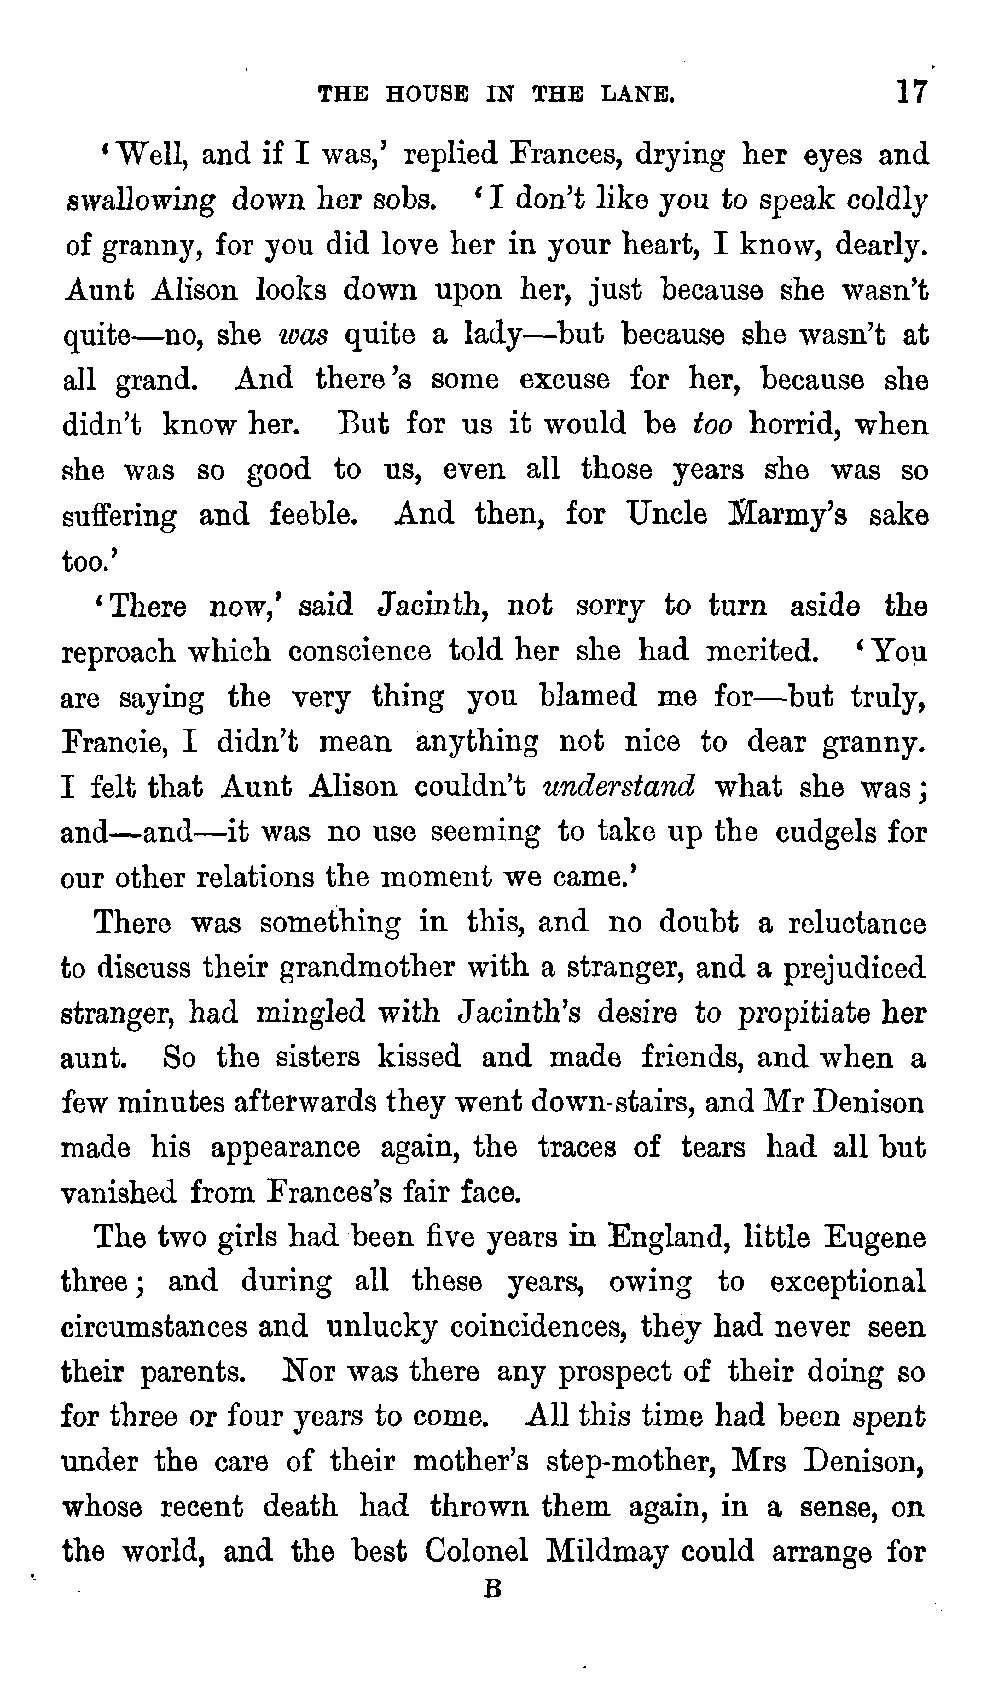 THE HOUSE IN THE LANE. 17
‘Well, and if I was,’ replied Frances, drying her eyes and
swallowing down her sobs. ‘I don’t like you to speak coldly
of granny, for you did love her in your heart, I know, dearly.
Aunt Alison looks down upon her, just because she wasn’t
quite—no, she was quite a lady—but because she wasn’t at
all grand. And there’s some excuse for her, because she
didn’t know her. But for us it would be too horrid, when
she was so good to us, even all those years she was so
suffering and feeble. And then, for Uncle Marmy’s sake
too.’
‘There now,’ said Jacinth, not sorry to turn aside the
reproach which conscience told her she had merited. ‘You
are saying the very thing you blamed me for—but truly,
Francie, I didn’t mean anything not nice to dear granny.
I felt that Aunt Alison couldn’t understand what she was;
and—and—it was no use seeming to take up the cudgels for
our other relations the moment we came.’
There was something in this, and no doubt a reluctance
to discuss their grandmother with a stranger, and a prejudiced
stranger, had mingled with Jacinth’s desire to propitiate her
aunt. So the sisters kissed and made friends, and when a
few minutes afterwards they went down-stairs, and Mr Denison
made his appearance again, the traces of tears had all but
vanished from Frances’s fair face.
The two girls had been five years in England, little Eugene
three; and during all these years, owing to exceptional
circumstances and unlucky coincidences, they had never seen
their parents. Nor was there any prospect of their doing so
for three or four years to come. All this time had been spent
under the care of their mother’s step-mother, Mrs Denison,
whose recent death had thrown them again, in a sense, on
the world, and the best Colonel Mildmay could arrange for
B